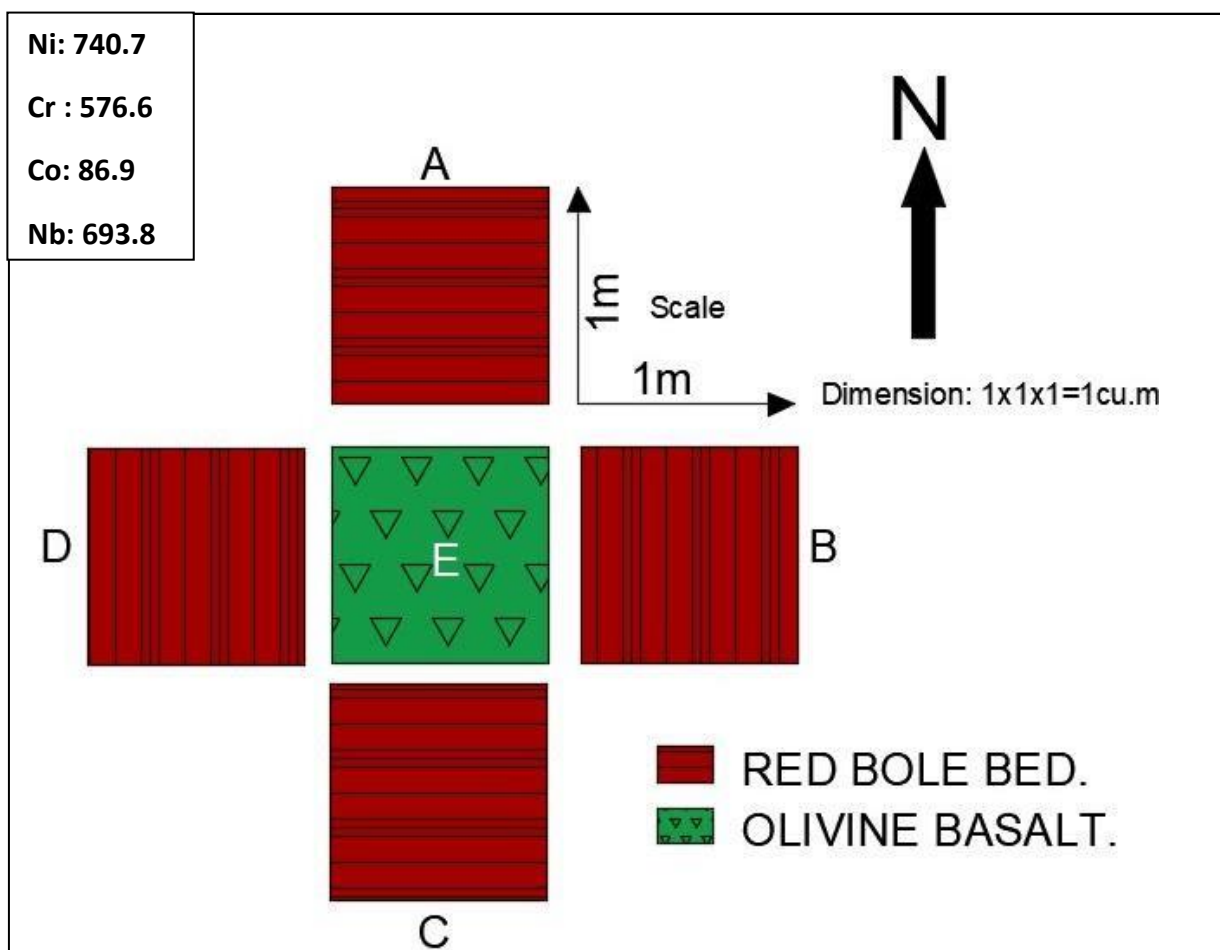 Ni: 740.7
Cr : 576.6
Co: 86.9
Nb: 693.8
N
A
1m
Scale
1m
Dimension: 1x1x1=1cu.m
D
E
B
RED BOLE BED.
OLIVINE BASALT.
C